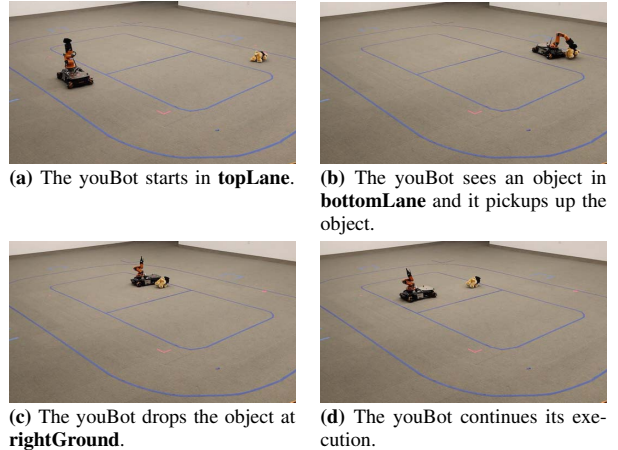 (a) The youBot starts in topLane.
(b) The youBot sees an object in
bottomLane and it pickups up the
object.
(c) The youBot drops the object at
rightGround.
(d) The youBot continues its exe-
cution.